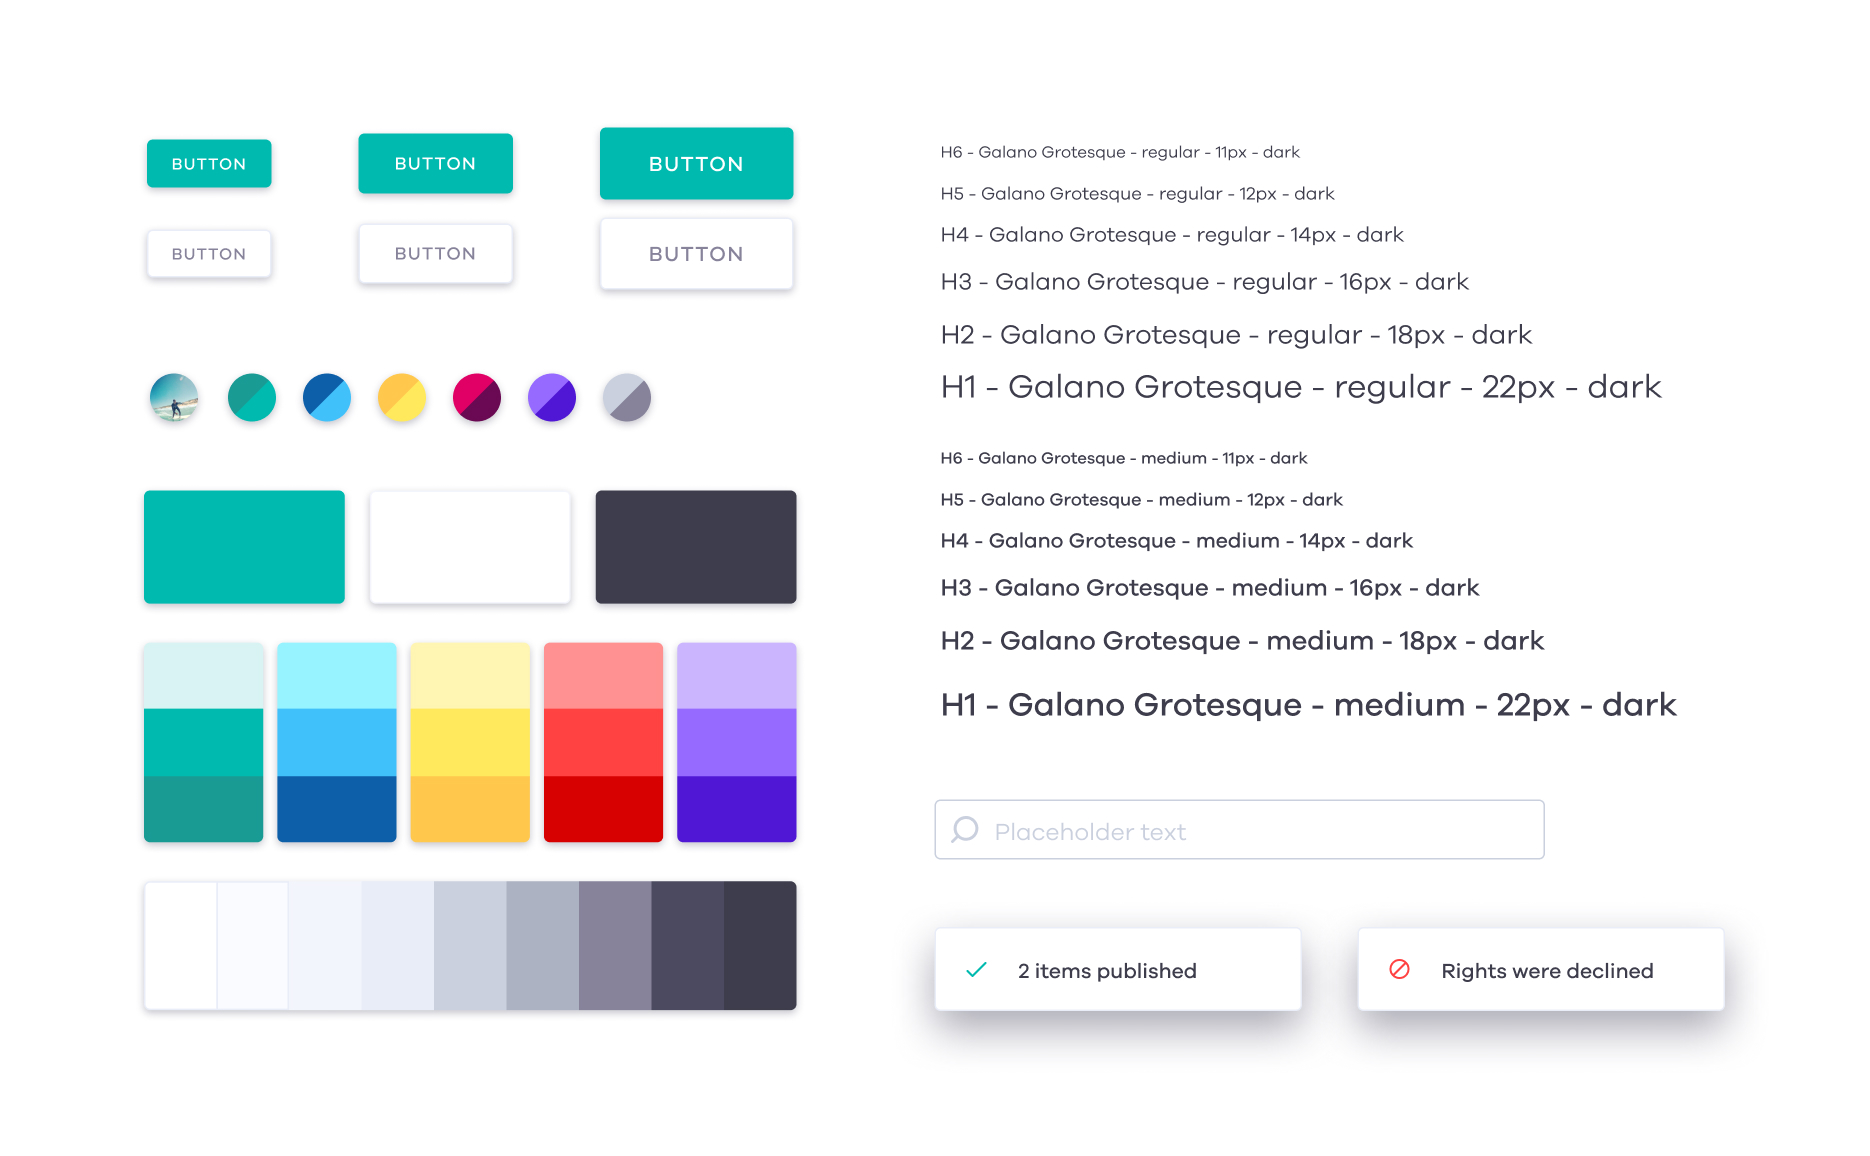 BUTTON
BUTTON
BUTTON
BUTTON
BUTTON
BUTTON
H6 - Galano Grotesque - regular - 11px - dark
H5 - Galano Grotesque - regular - 12px - dark
H4 - Galano Grotesque - regular - 14px - dark
H3 - Galano Grotesque - regular - 16px - dark
H2 - Galano Grotesque - regular - 18px - dark
H1 - Galano Grotesque - regular - 22px - dark
H6 - Galano Grotesque - medium - 11px - dark
H5 - Galano Grotesque - medium - 12px - dark
H4 - Galano Grotesque - medium - 14px - dark
H3 - Galano Grotesque - medium - 16px - dark
H2 - Galano Grotesque - medium - 18px - dark
H1 - Galano Grotesque - medium - 22px - dark
Placeholder text
2 items published
Rights were declined